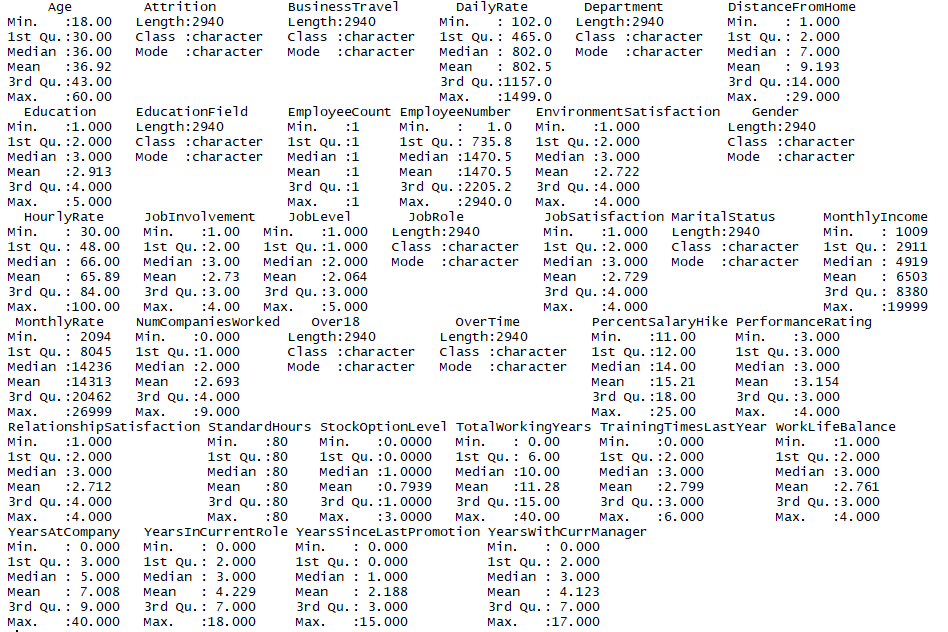 Age Attrition BusinessTravel DailyRate Department DistanceFromHome
Min. :18.00 Length:2940 Length:2940 Min. : 102.0 Length:2940 Min. : 1.000
1st Qu.:30.00 Class :character Class :character 1st Qu.: 465.0 Class :character 1st Qu.: 2.000
Median :36.00 Mode :character Mode :character Median : 802.0 Mode :character Median : 7.000
Mean :36.92 Mean : 802.5 Mean : 9.193
3rd Qu.:43.00 3rd Qu.:1157.0 3rd Qu.:14.000
Max. :60.00 Max. :1499.0 Max. :29.000
Education EducationField EmployeeCount EmployeeNumber EnvironmentSatisfaction Gender
Min. :1.000 Length:2940 Min. :1 Min. : 1.0 Min. :1.000 Length:2940
1st Qu.:2.000 Class :character 1st Qu.:1 1st Qu.: 735.8 1st Qu.:2.000 Class :character
Median :3.000 Mode :character Median :1 Median :1470.5 Median :3.000 Mode :character
Mean :2.913 Mean :1 Mean :1470.5 Mean :2.722
3rd Qu.:4.000 3rd Qu.:1 3rd Qu.:2205.2 3rd Qu.:4.000
Max. :5.000 Max. :1 Max. :2940.0 Max. :4.000
HourlyRate JobInvolvement JobLevel JobRole JobSatisfaction MaritalStatus MonthlyIncome
Min. : 30.00 Min. :1.00 Min. :1.000 Length:2940 Min. :1.000 Length:2940 Min. : 1009
1st Qu.: 48.00 1st Qu.:2.00 1st Qu.:1.000 Class :character 1st Qu.:2.000 Class :character 1st Qu.: 2911
Median : 66.00 Median :3.00 Median :2.000 Mode :character Median :3.000 Mode :character Median : 4919
Mean : 65.89 Mean :2.73 Mean :2.064 Mean :2.729 Mean : 6503
3rd Qu.: 84.00 3rd Qu.:3.00 3rd Qu.:3.000 3rd Qu.:4.000 3rd Qu.: 8380
Max. :100.00 Max. :4.00 Max. :5.000 Max. :4.000 Max. :19999
MonthlyRate NumCompaniesWorked Over18 OverTime PercentSalaryHike PerformanceRating
Min. : 2094 Min. :0.000 Length:2940 Length:2940 Min. :11.00 Min. :3.000
1st Qu.: 8045 1st Qu.:1.000 Class :character Class :character 1st Qu.:12.00 1st Qu.:3.000
Median :14236 Median :2.000 Mode :character Mode :character Median :14.00 Median :3.000
Mean :14313 Mean :2.693 Mean :15.21 Mean :3.154
3rd Qu.:20462 3rd Qu.:4.000 3rd Qu.:18.00 3rd Qu.:3.000
Max. :26999 Max. :9.000 Max. :25.00 Max. :4.000
RelationshipSatisfaction StandardHours StockOptionLevel TotalWorkingYears TrainingTimesLastYear WorkLifeBalance
Min. :1.000 Min. :80 Min. :0.0000 Min. : 0.00 Min. :0.000 Min. :1.000
1st Qu.:2.000 1st Qu.:80 1st Qu.:0.0000 1st Qu.: 6.00 1st Qu.:2.000 1st Qu.:2.000
Median :3.000 Median :80 Median :1.0000 Median :10.00 Median :3.000 Median :3.000
Mean :2.712 Mean :80 Mean :0.7939 Mean :11.28 Mean :2.799 Mean :2.761
3rd Qu.:4.000 3rd Qu.:80 3rd Qu.:1.0000 3rd Qu.:15.00 3rd Qu.:3.000 3rd Qu.:3.000
Max. :4.000 Max. :80 Max. :3.0000 Max. :40.00 Max. :6.000 Max. :4.000
YearsAtCompany YearsInCurrentRole YearsSinceLastPromotion YearsWithCurrManager
Min. : 0.000 Min. : 0.000 Min. : 0.000 Min. : 0.000
1st Qu.: 3.000 1st Qu.: 2.000 1st Qu.: 0.000 1st Qu.: 2.000
Median : 5.000 Median : 3.000 Median : 1.000 Median : 3.000
Mean : 7.008 Mean : 4.229 Mean : 2.188 Mean : 4.123
3rd Qu.: 9.000 3rd Qu.: 7.000 3rd Qu.: 3.000 3rd Qu.: 7.000
Max. :40.000 Max. :18.000 Max. :15.000 Max. :17.000